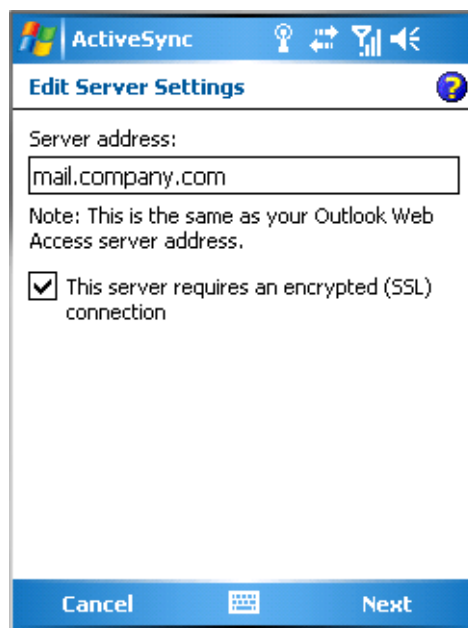 ActiveSync
Edit Server Settings
Server address:
mail.company.com
Note: This is the same as your Outlook Web
Access server address.
This server requires an encrypted (SSL)
connection
Cancel
Next